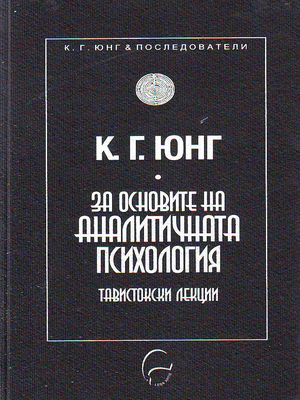 К. Г. ЮНГ & ПОСЛЕДОВАТЕЛИ
К. Г. ЮНГ
•
ЗА ОСНОВИТЕ НА
АНАЛИТИЧНАТА
ПСИХОЛОГИЯ
ТАВИСТОКСКИ ЛЕКЦИИ